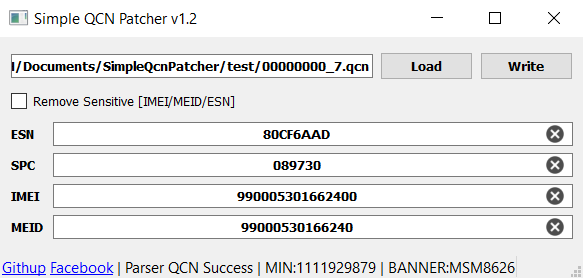 Simple QCN Patcher v1.2
I/Documents/SimpleQcnPatcher/test/00000000_7.qcn Load Write
Remove Sensitive [IMEI/MEID/ESN]
ESN 80CF6AAD
SPC 089730
IMEI 990005301662400
MEID 99000530166240
Githup Facebook | Parser QCN Success | MIN:1111929879 | BANNER:MSM8626